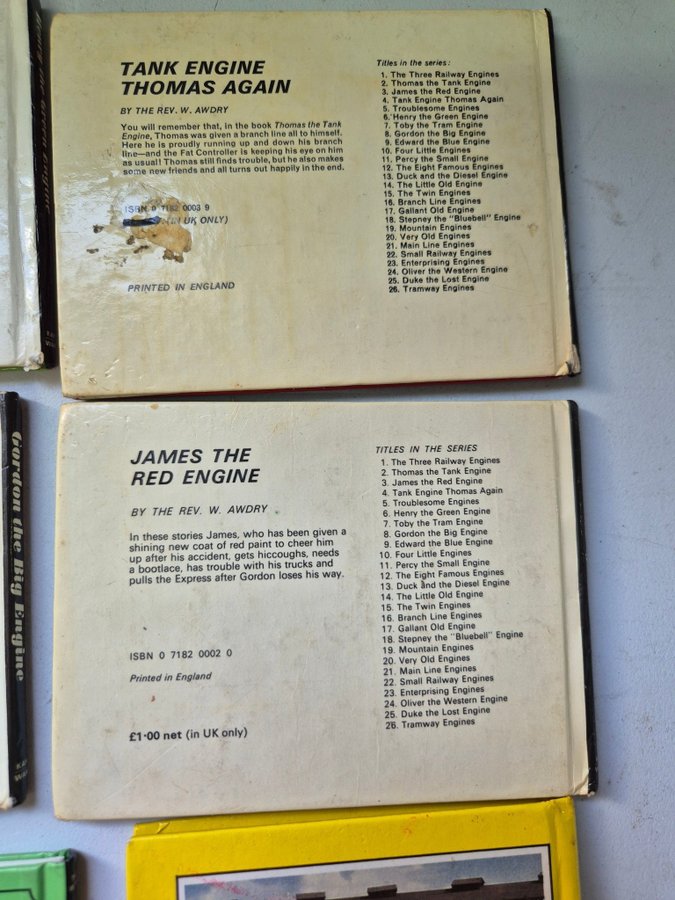 TANK ENGINE
THOMAS AGAIN
BY THE REV. W. AWDRY
You will remember that, in the book Thomas the Tank
Engine, Thomas was given a branch line all to himself.
Here he is proudly running up and down his branch
line—and the Fat Controller is keeping his eye on him
as usual! Thomas still finds trouble, but he also makes
some new friends and all turns out happily in the end.
ISBN 0 7182 0003 9
(IN UK ONLY)
PRINTED IN ENGLAND
Titles in the series:
1. The Three Railway Engines
2. Thomas the Tank Engine
3. James the Red Engine
4. Tank Engine Thomas Again
5. Troublesome Engines
6. Henry the Green Engine
7. Toby the Tram Engine
8. Gordon the Big Engine
9. Edward the Blue Engine
10. Four Little Engines
11. Percy the Small Engine
12. The Eight Famous Engines
13. Duck and the Diesel Engine
14. The Little Old Engine
15. The Twin Engines
16. Branch Line Engines
17. Gallant Old Engine
18. Stepney the "Bluebell" Engine
19. Mountain Engines
20. Very Old Engines
21. Main Line Engines
22. Small Railway Engines
23. Enterprising Engines
24. Oliver the Western Engine
25. Duke the Lost Engine
26. Tramway Engines
Gordon the Big Engine
JAMES THE
RED ENGINE
BY THE REV. W. AWDRY
In these stories James, who has been given a
shining new coat of red paint to cheer him
up after his accident, gets hiccoughs, needs
a bootlace, has trouble with his trucks and
pulls the Express after Gordon loses his way.
ISBN 0 7182 0002 0
Printed in England
£1·00 net (in UK only)
TITLES IN THE SERIES
1. The Three Railway Engines
2. Thomas the Tank Engine
3. James the Red Engine
4. Tank Engine Thomas Again
5. Troublesome Engines
6. Henry the Green Engine
7. Toby the Tram Engine
8. Gordon the Big Engine
9. Edward the Blue Engine
10. Four Little Engines
11. Percy the Small Engine
12. The Eight Famous Engines
13. Duck and the Diesel Engine
14. The Little Old Engine
15. The Twin Engines
16. Branch Line Engines
17. Gallant Old Engine
18. Stepney the "Bluebell" Engine
19. Mountain Engines
20. Very Old Engines
21. Main Line Engines
22. Small Railway Engines
23. Enterprising Engines
24. Oliver the Western Engine
25. Duke the Lost Engine
26. Tramway Engines